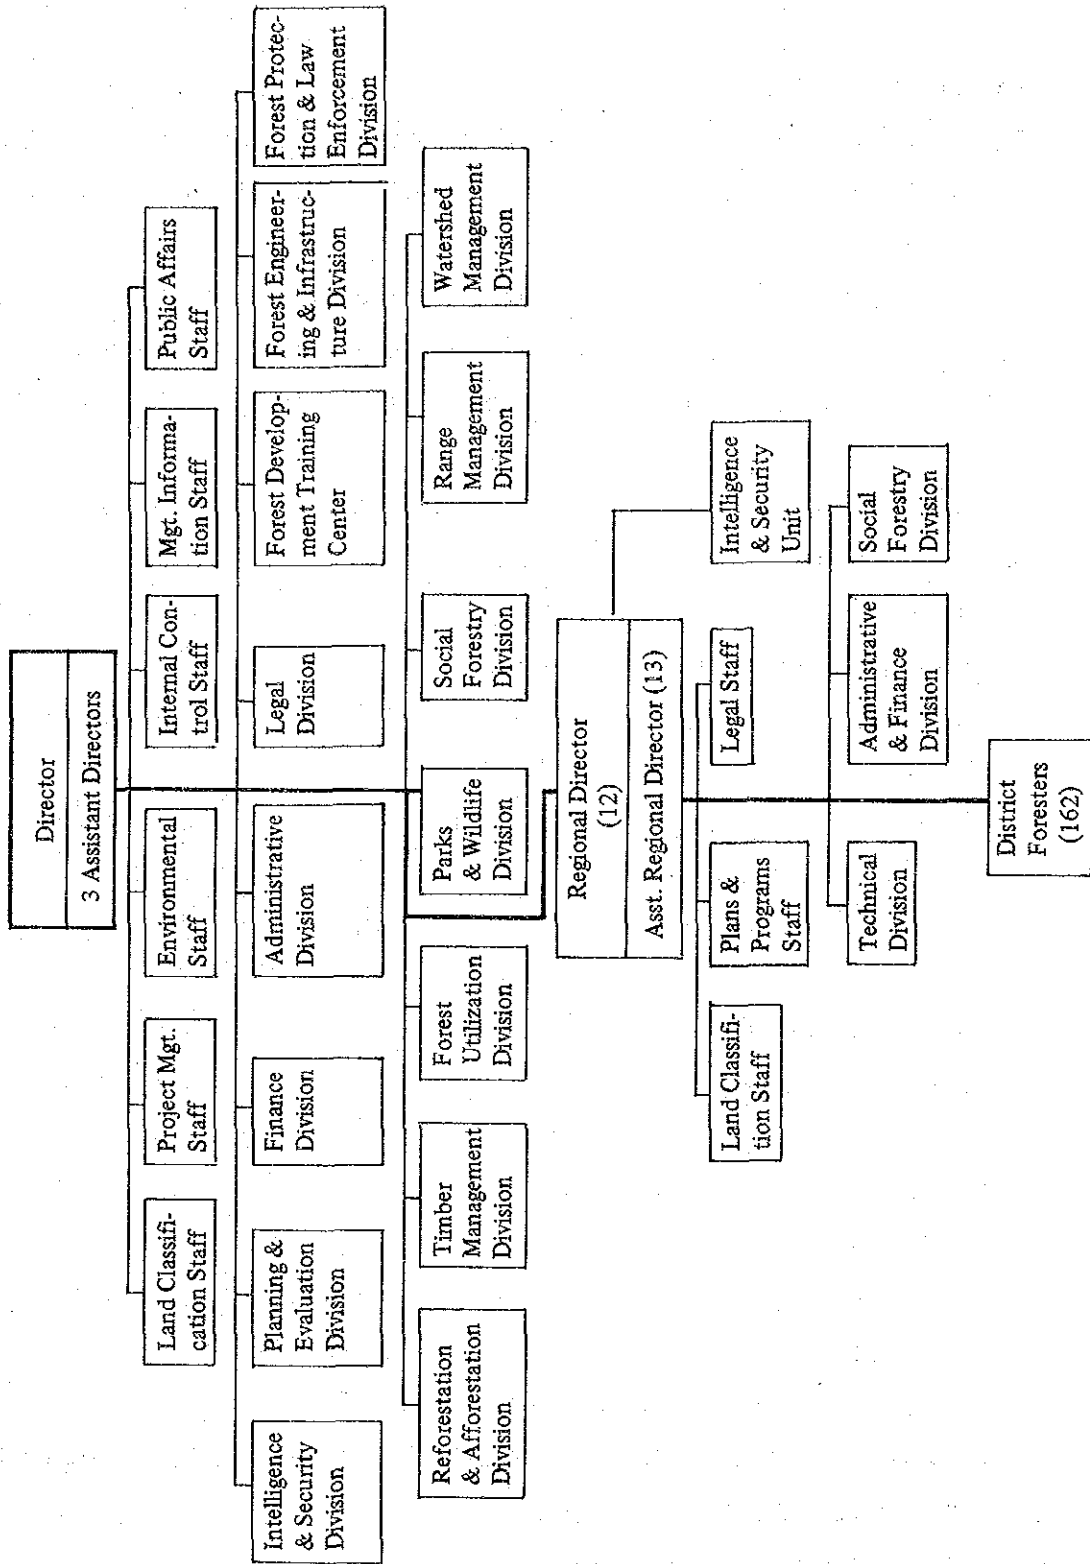 Director
3 Assistant Directors
Land Classifi-
cation Staff
Project Mgt.
Staff
Environmental
Staff
Internal Con-
trol Staff
Mgt. Informa-
tion Staff
Public Affairs
Staff
Intelligence
& Security
Division
Planning &
Evaluation
Division
Finance
Division
Administrative
Division
Legal
Division
Forest Develop-
ment Training
Center
Forest Engineer-
ing & Infrastruc-
ture Division
Forest Protec-
tion & Law
Enforcement
Division
Reforestation
& Afforestation
Division
Timber
Management
Division
Forest
Utilization
Division
Parks
& Wildlife
Division
Social
Forestry
Division
Range
Management
Division
Watershed
Management
Division
Regional Director
(12)
Asst. Regional Director (13)
Land Classifi-
tion Staff
Plans &
Programs
Staff
Legal Staff
Intelligence
& Security
Unit
Technical
Division
Administrative
& Finance
Division
Social
Forestry
Division
District
Foresters
(162)